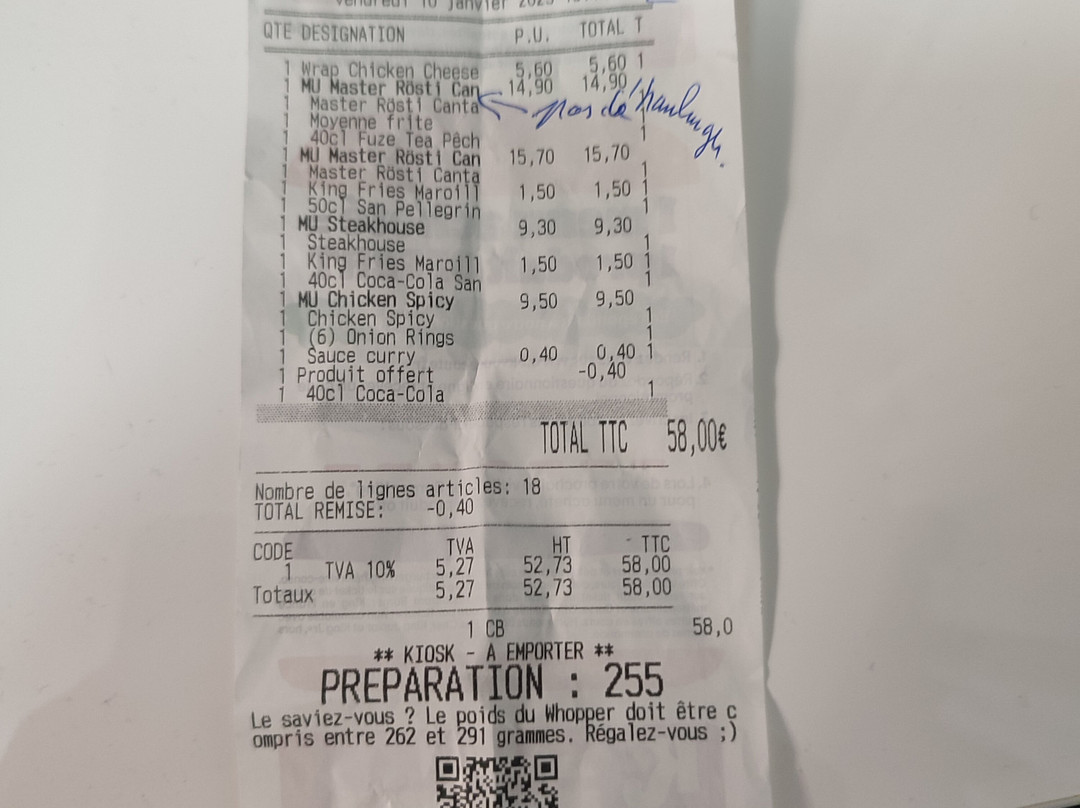 Vendredi 10 janvier 2025
QTE DESIGNATION P.U. TOTAL T
1 Wrap Chicken Cheese 5,60 5,60 1
1 MU Master Rösti Can 14,90 14,90
1 Master Rösti Canta 1
1 Moyenne frite 1
1 40cl Fuze Tea Pêch 1
pas de
1 MU Master Rösti Can 15,70 15,70
1 Master Rösti Canta 1
1 King Fries Maroill 1,50 1,50 1
1 50cl San Pellegrin 1
1 MU Steakhouse 9,30 9,30
1 Steakhouse 1
1 King Fries Maroill 1,50 1,50 1
1 40cl Coca-Cola San 1
1 MU Chicken Spicy 9,50 9,50
1 Chicken Spicy 1
1 (6) Onion Rings 1
1 Sauce curry 0,40 0,40 1
1 Produit offert -0,40
1 40cl Coca-Cola 1
TOTAL TTC 58,00€
Nombre de lignes articles: 18
TOTAL REMISE: -0,40
CODE TVA HT TTC
1 TVA 10% 5,27 52,73 58,00
Totaux 5,27 52,73 58,00
1 CB 58,0
** KIOSK - A EMPORTER **
PREPARATION : 255
Le saviez-vous ? Le poids du Whopper doit être c
ompris entre 262 et 291 grammes. Régalez-vous ;)